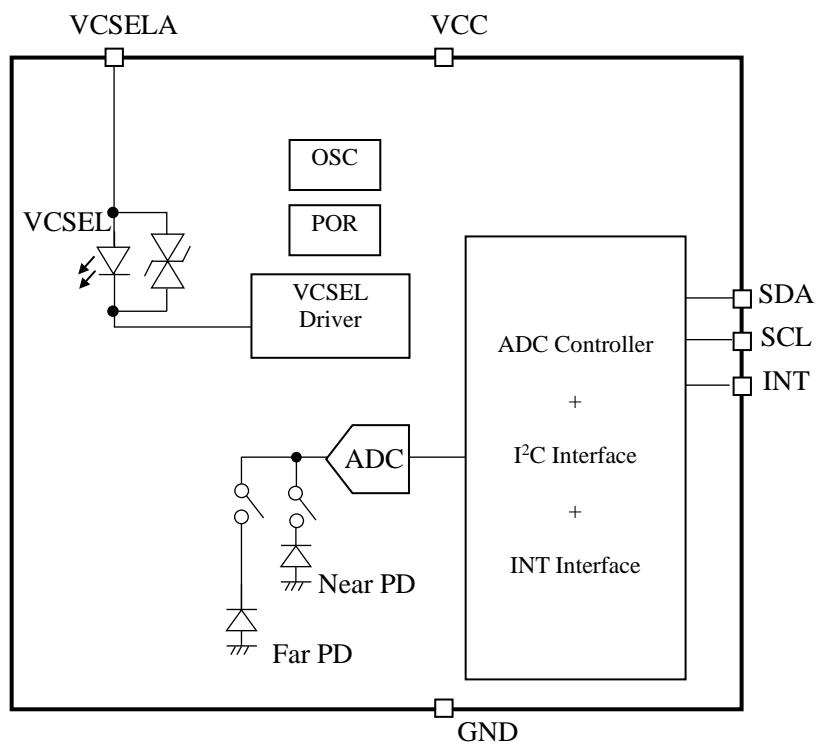 VCSELA
VCC
OSC
POR
VCSEL
VCSEL
Driver
SDA
SCL
INT
ADC Controller
+
I²C Interface
+
INT Interface
ADC
Near PD
Far PD
GND